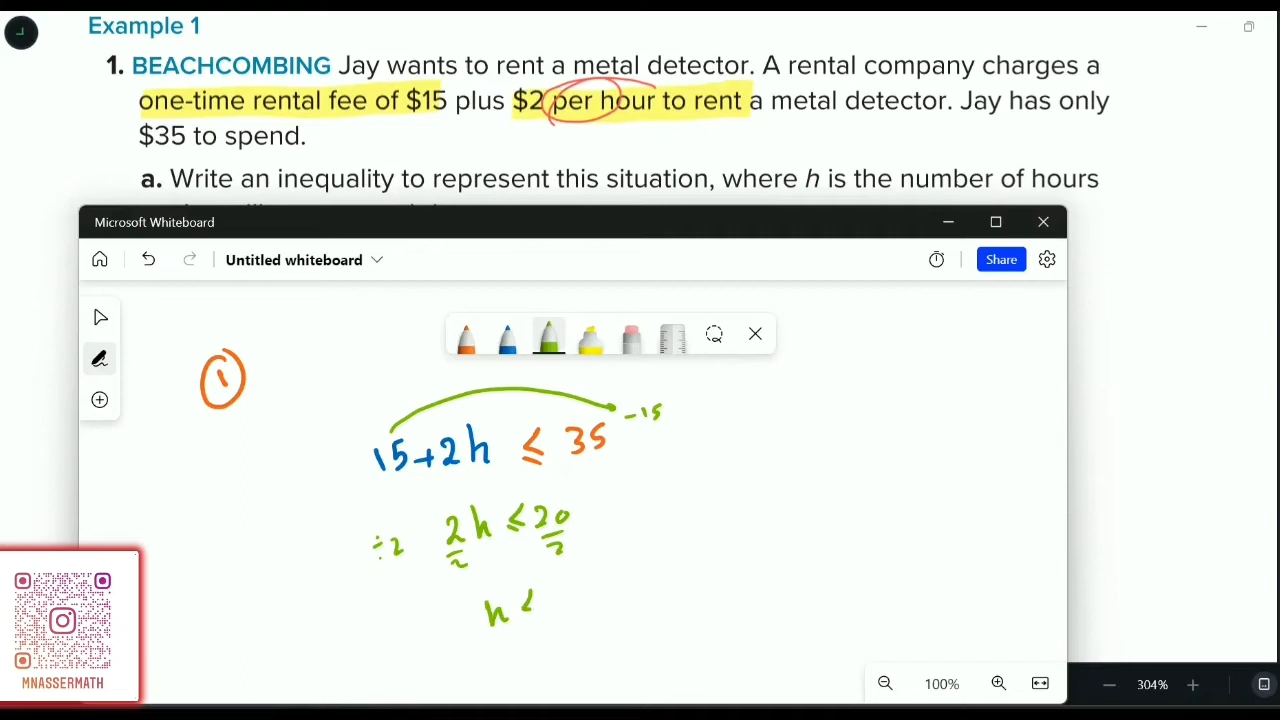 Example 1
1. BEACHCOMBING Jay wants to rent a metal detector. A rental company charges a
one-time rental fee of $15 plus $2 per hour to rent a metal detector. Jay has only
$35 to spend.
a. Write an inequality to represent this situation, where h is the number of hours
Microsoft Whiteboard
Untitled whiteboard
Share
1
-15
15+2h ≤ 35
÷2 2h ≤ 20
2 2
h <
MNASSERMATH
100%
304%